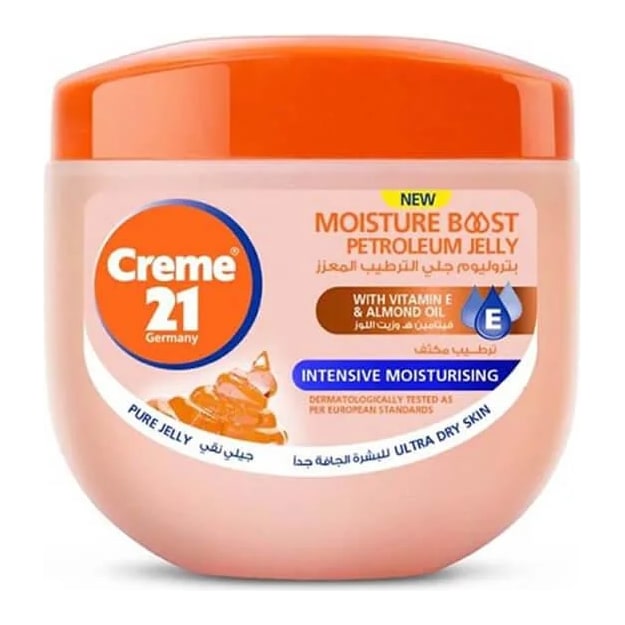 NEW
MOISTURE BOOST
PETROLEUM JELLY
بتروليوم جلي الترطيب المعزز
Creme®
21
Germany
WITH VITAMIN E
& ALMOND OIL
فيتامين هـ وزيت اللوز
E
ترطيب مكثف
INTENSIVE MOISTURISING
DERMATOLOGICALLY TESTED AS
PER EUROPEAN STANDARDS
PURE JELLY جيلي نقي
للبشرة الجافة جداً ULTRA DRY SKIN